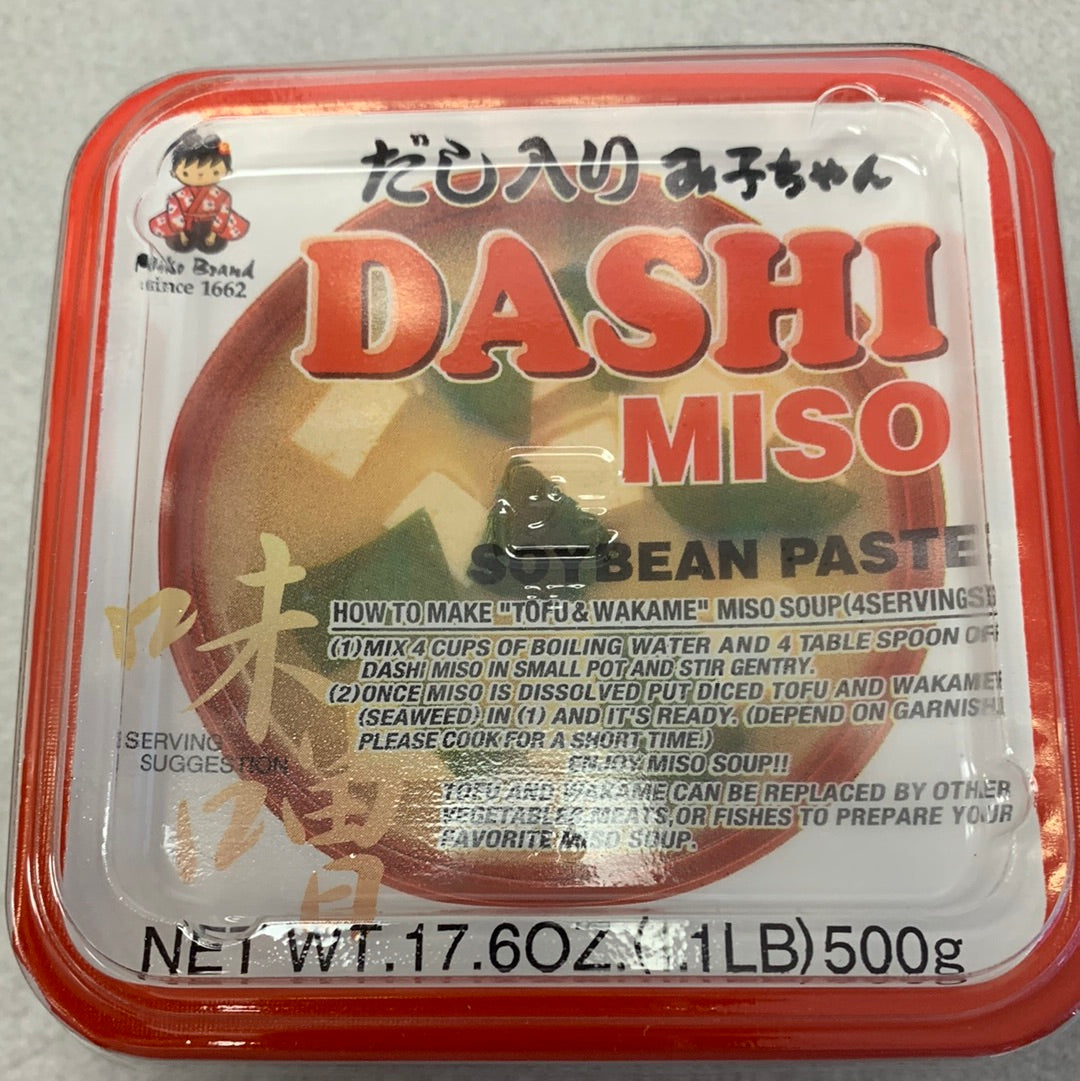 だし入り み子ちゃん
Miko Brand
since 1662
DASHI
MISO
SOYBEAN PASTE
HOW TO MAKE "TOFU & WAKAME" MISO SOUP(4SERVINGS)
(1)MIX 4 CUPS OF BOILING WATER AND 4 TABLE SPOON OF
DASHI MISO IN SMALL POT AND STIR GENTRY.
(2)ONCE MISO IS DISSOLVED PUT DICED TOFU AND WAKAME
(SEAWEED) IN (1) AND IT'S READY. (DEPEND ON GARNISH,
PLEASE COOK FOR A SHORT TIME.)
ENJOY MISO SOUP!!
TOFU AND WAKAME CAN BE REPLACED BY OTHER
VEGETABLES, MEATS, OR FISHES TO PREPARE YOUR
FAVORITE MISO SOUP.
味噌
SERVING
SUGGESTION
NET WT.17.6OZ.(1.1LB)500g